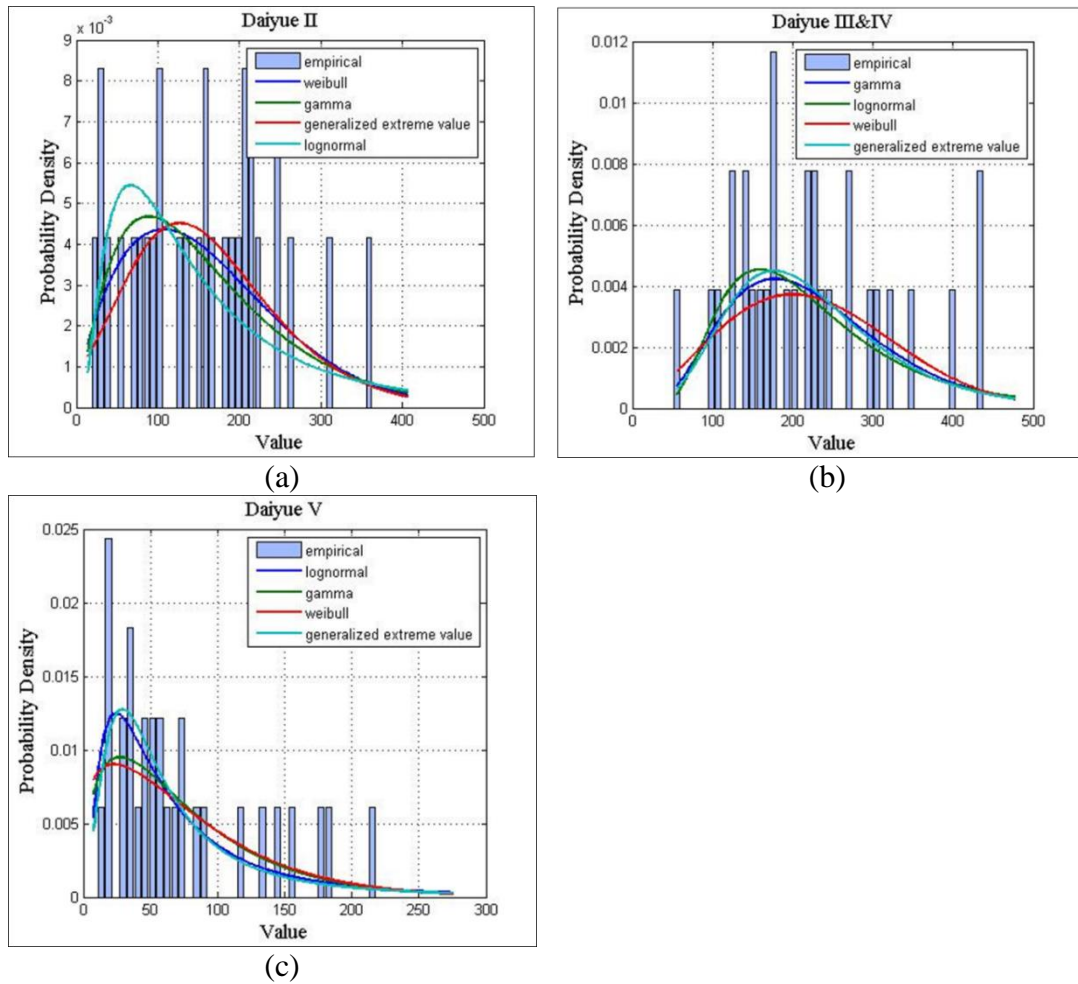 Daiyue II
x 10⁻³
9
8
7
6
5
4
3
2
1
0
Probability Density
empirical
weibull
gamma
generalized extreme value
lognormal
0 100 200 300 400 500
Value
(a)
Daiyue III&IV
0.012
0.01
0.008
0.006
0.004
0.002
0
Probability Density
empirical
gamma
lognormal
weibull
generalized extreme value
0 100 200 300 400 500
Value
(b)
Daiyue V
0.025
0.02
0.015
0.01
0.005
0
Probability Density
empirical
lognormal
gamma
weibull
generalized extreme value
0 50 100 150 200 250 300
Value
(c)